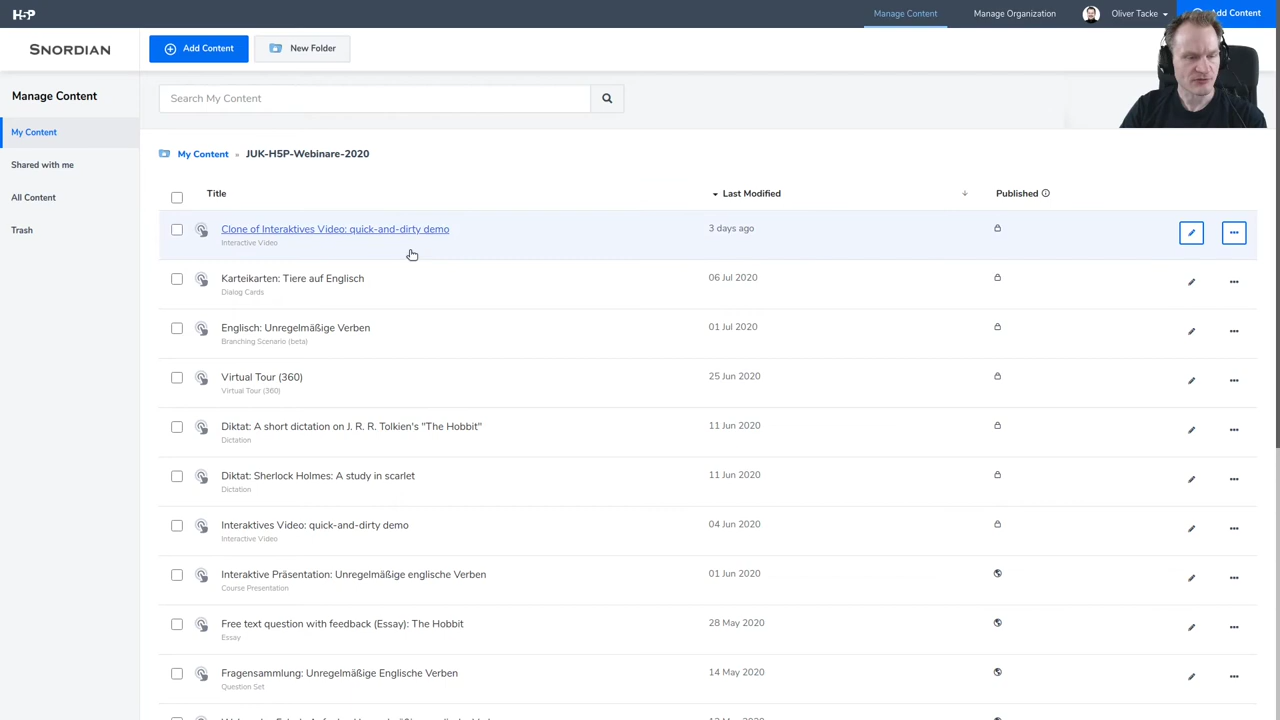 H5P
Manage Content
Manage Organization
Oliver Tacke
Add Content
SNORDIAN
Add Content
New Folder
Manage Content
Search My Content
My Content
Shared with me
All Content
Trash
My Content » JUK-H5P-Webinare-2020
Title
Last Modified
Published
Clone of Interaktives Video: quick-and-dirty demo
Interactive Video
3 days ago
Karteikarten: Tiere auf Englisch
Dialog Cards
06 Jul 2020
Englisch: Unregelmäßige Verben
Branching Scenario (beta)
01 Jul 2020
Virtual Tour (360)
Virtual Tour (360)
25 Jun 2020
Diktat: A short dictation on J. R. R. Tolkien's "The Hobbit"
Dictation
11 Jun 2020
Diktat: Sherlock Holmes: A study in scarlet
Dictation
11 Jun 2020
Interaktives Video: quick-and-dirty demo
Interactive Video
04 Jun 2020
Interaktive Präsentation: Unregelmäßige englische Verben
Course Presentation
01 Jun 2020
Free text question with feedback (Essay): The Hobbit
Essay
28 May 2020
Fragensammlung: Unregelmäßige Englische Verben
Question Set
14 May 2020